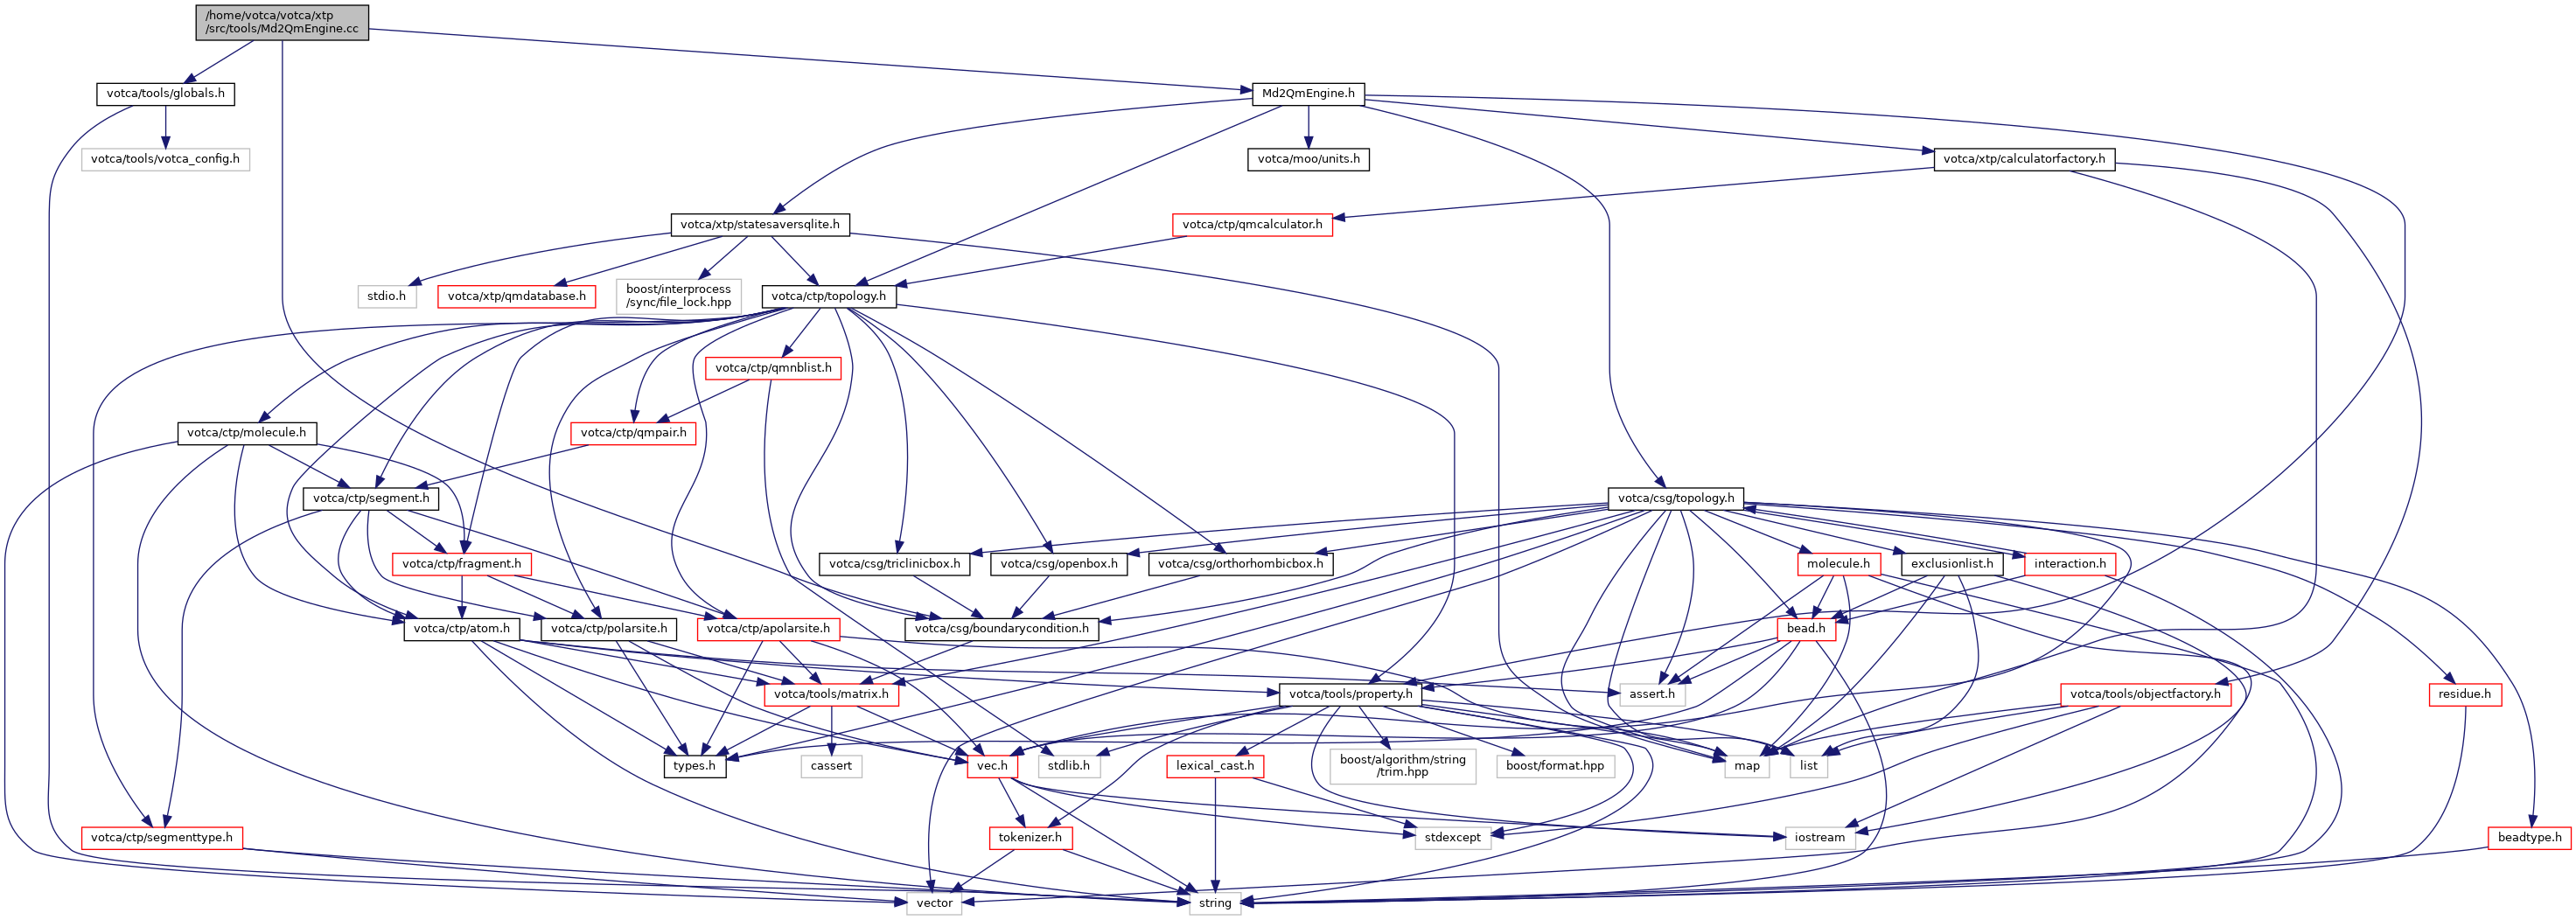 /home/votca/votca/xtp
/src/tools/Md2QmEngine.cc
votca/tools/globals.h
Md2QmEngine.h
votca/tools/votca_config.h
votca/moo/units.h
votca/xtp/calculatorfactory.h
votca/xtp/statesaversqlite.h
votca/ctp/qmcalculator.h
stdio.h
votca/xtp/qmdatabase.h
boost/interprocess
/sync/file_lock.hpp
votca/ctp/topology.h
votca/ctp/qmnblist.h
votca/ctp/molecule.h
votca/ctp/qmpair.h
votca/ctp/segment.h
votca/csg/topology.h
votca/ctp/fragment.h
votca/csg/triclinicbox.h
votca/csg/openbox.h
votca/csg/orthorhombicbox.h
molecule.h
exclusionlist.h
interaction.h
votca/ctp/atom.h
votca/ctp/polarsite.h
votca/ctp/apolarsite.h
votca/csg/boundarycondition.h
bead.h
votca/tools/matrix.h
votca/tools/property.h
assert.h
votca/tools/objectfactory.h
residue.h
types.h
cassert
vec.h
stdlib.h
lexical_cast.h
boost/algorithm/string
/trim.hpp
boost/format.hpp
map
list
votca/ctp/segmenttype.h
tokenizer.h
stdexcept
iostream
beadtype.h
vector
string